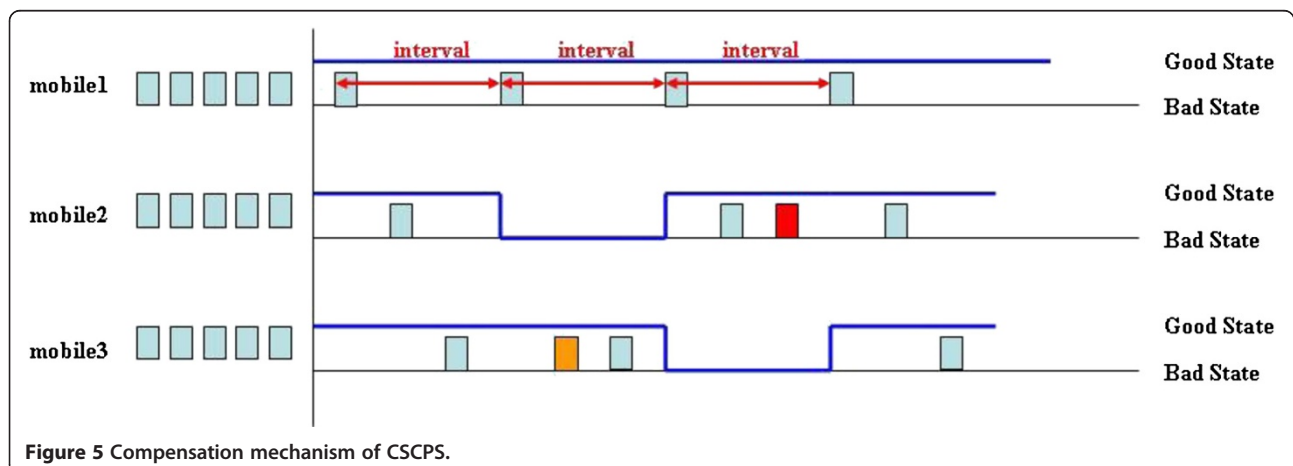 interval interval interval
Good State
mobile1
Bad State
Good State
mobile2
Bad State
Good State
mobile3
Bad State
Figure 5 Compensation mechanism of CSCPS.